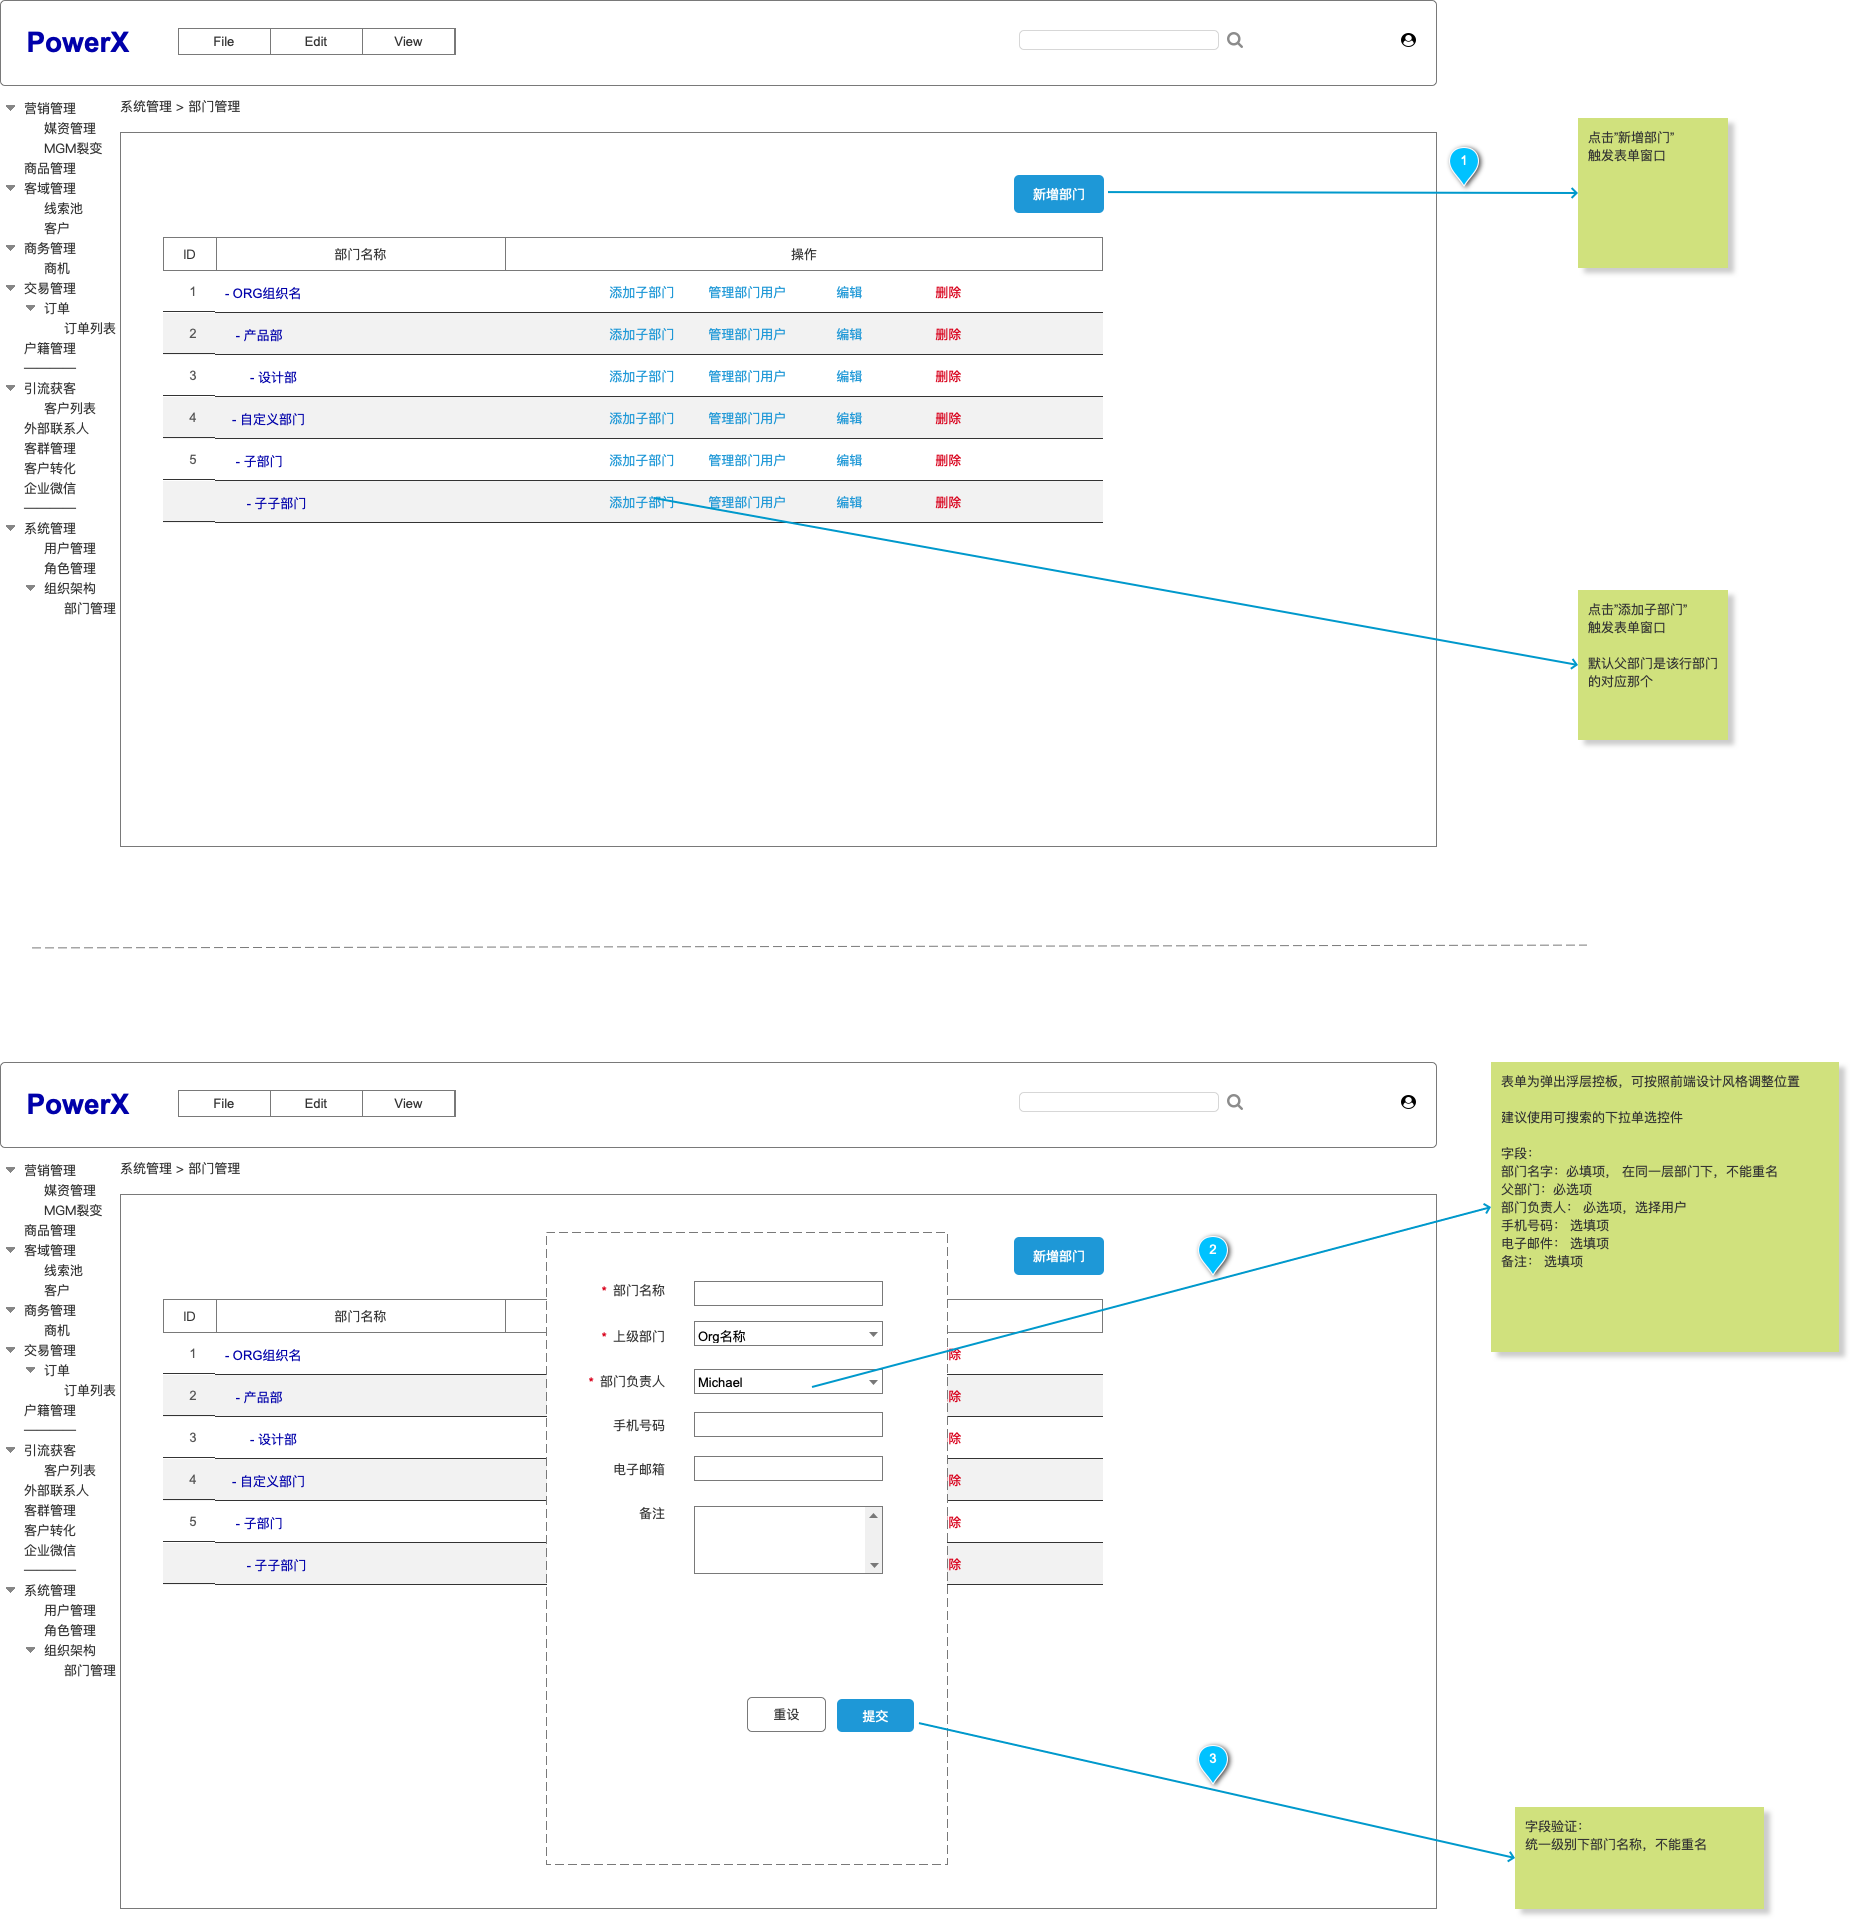 PowerX
File Edit View
营销管理
媒资管理
MGM裂变
商品管理
客域管理
线索池
客户
商务管理
商机
交易管理
订单
订单列表
户籍管理
引流获客
客户列表
外部联系人
客群管理
客户转化
企业微信
系统管理
用户管理
角色管理
组织架构
部门管理
系统管理 > 部门管理
新增部门
ID 部门名称 操作
1 - ORG组织名 添加子部门 管理部门用户 编辑 删除
2 - 产品部 添加子部门 管理部门用户 编辑 删除
3 - 设计部 添加子部门 管理部门用户 编辑 删除
4 - 自定义部门 添加子部门 管理部门用户 编辑 删除
5 - 子部门 添加子部门 管理部门用户 编辑 删除
- 子子部门 添加子部门 管理部门用户 编辑 删除
1
点击"新增部门"
触发表单窗口
点击"添加子部门"
触发表单窗口
默认父部门是该行部门
的对应那个
PowerX
File Edit View
营销管理
媒资管理
MGM裂变
商品管理
客域管理
线索池
客户
商务管理
商机
交易管理
订单
订单列表
户籍管理
引流获客
客户列表
外部联系人
客群管理
客户转化
企业微信
系统管理
用户管理
角色管理
组织架构
部门管理
系统管理 > 部门管理
新增部门
ID 部门名称
1 - ORG组织名 除
2 - 产品部 除
3 - 设计部 除
4 - 自定义部门 除
5 - 子部门 除
- 子子部门 除
* 部门名称
* 上级部门 Org名称
* 部门负责人 Michael
手机号码
电子邮箱
备注
重设 提交
2
表单为弹出浮层控板，可按照前端设计风格调整位置
建议使用可搜索的下拉单选控件
字段：
部门名字：必填项， 在同一层部门下，不能重名
父部门：必选项
部门负责人： 必选项，选择用户
手机号码： 选填项
电子邮件： 选填项
备注： 选填项
3
字段验证：
统一级别下部门名称，不能重名